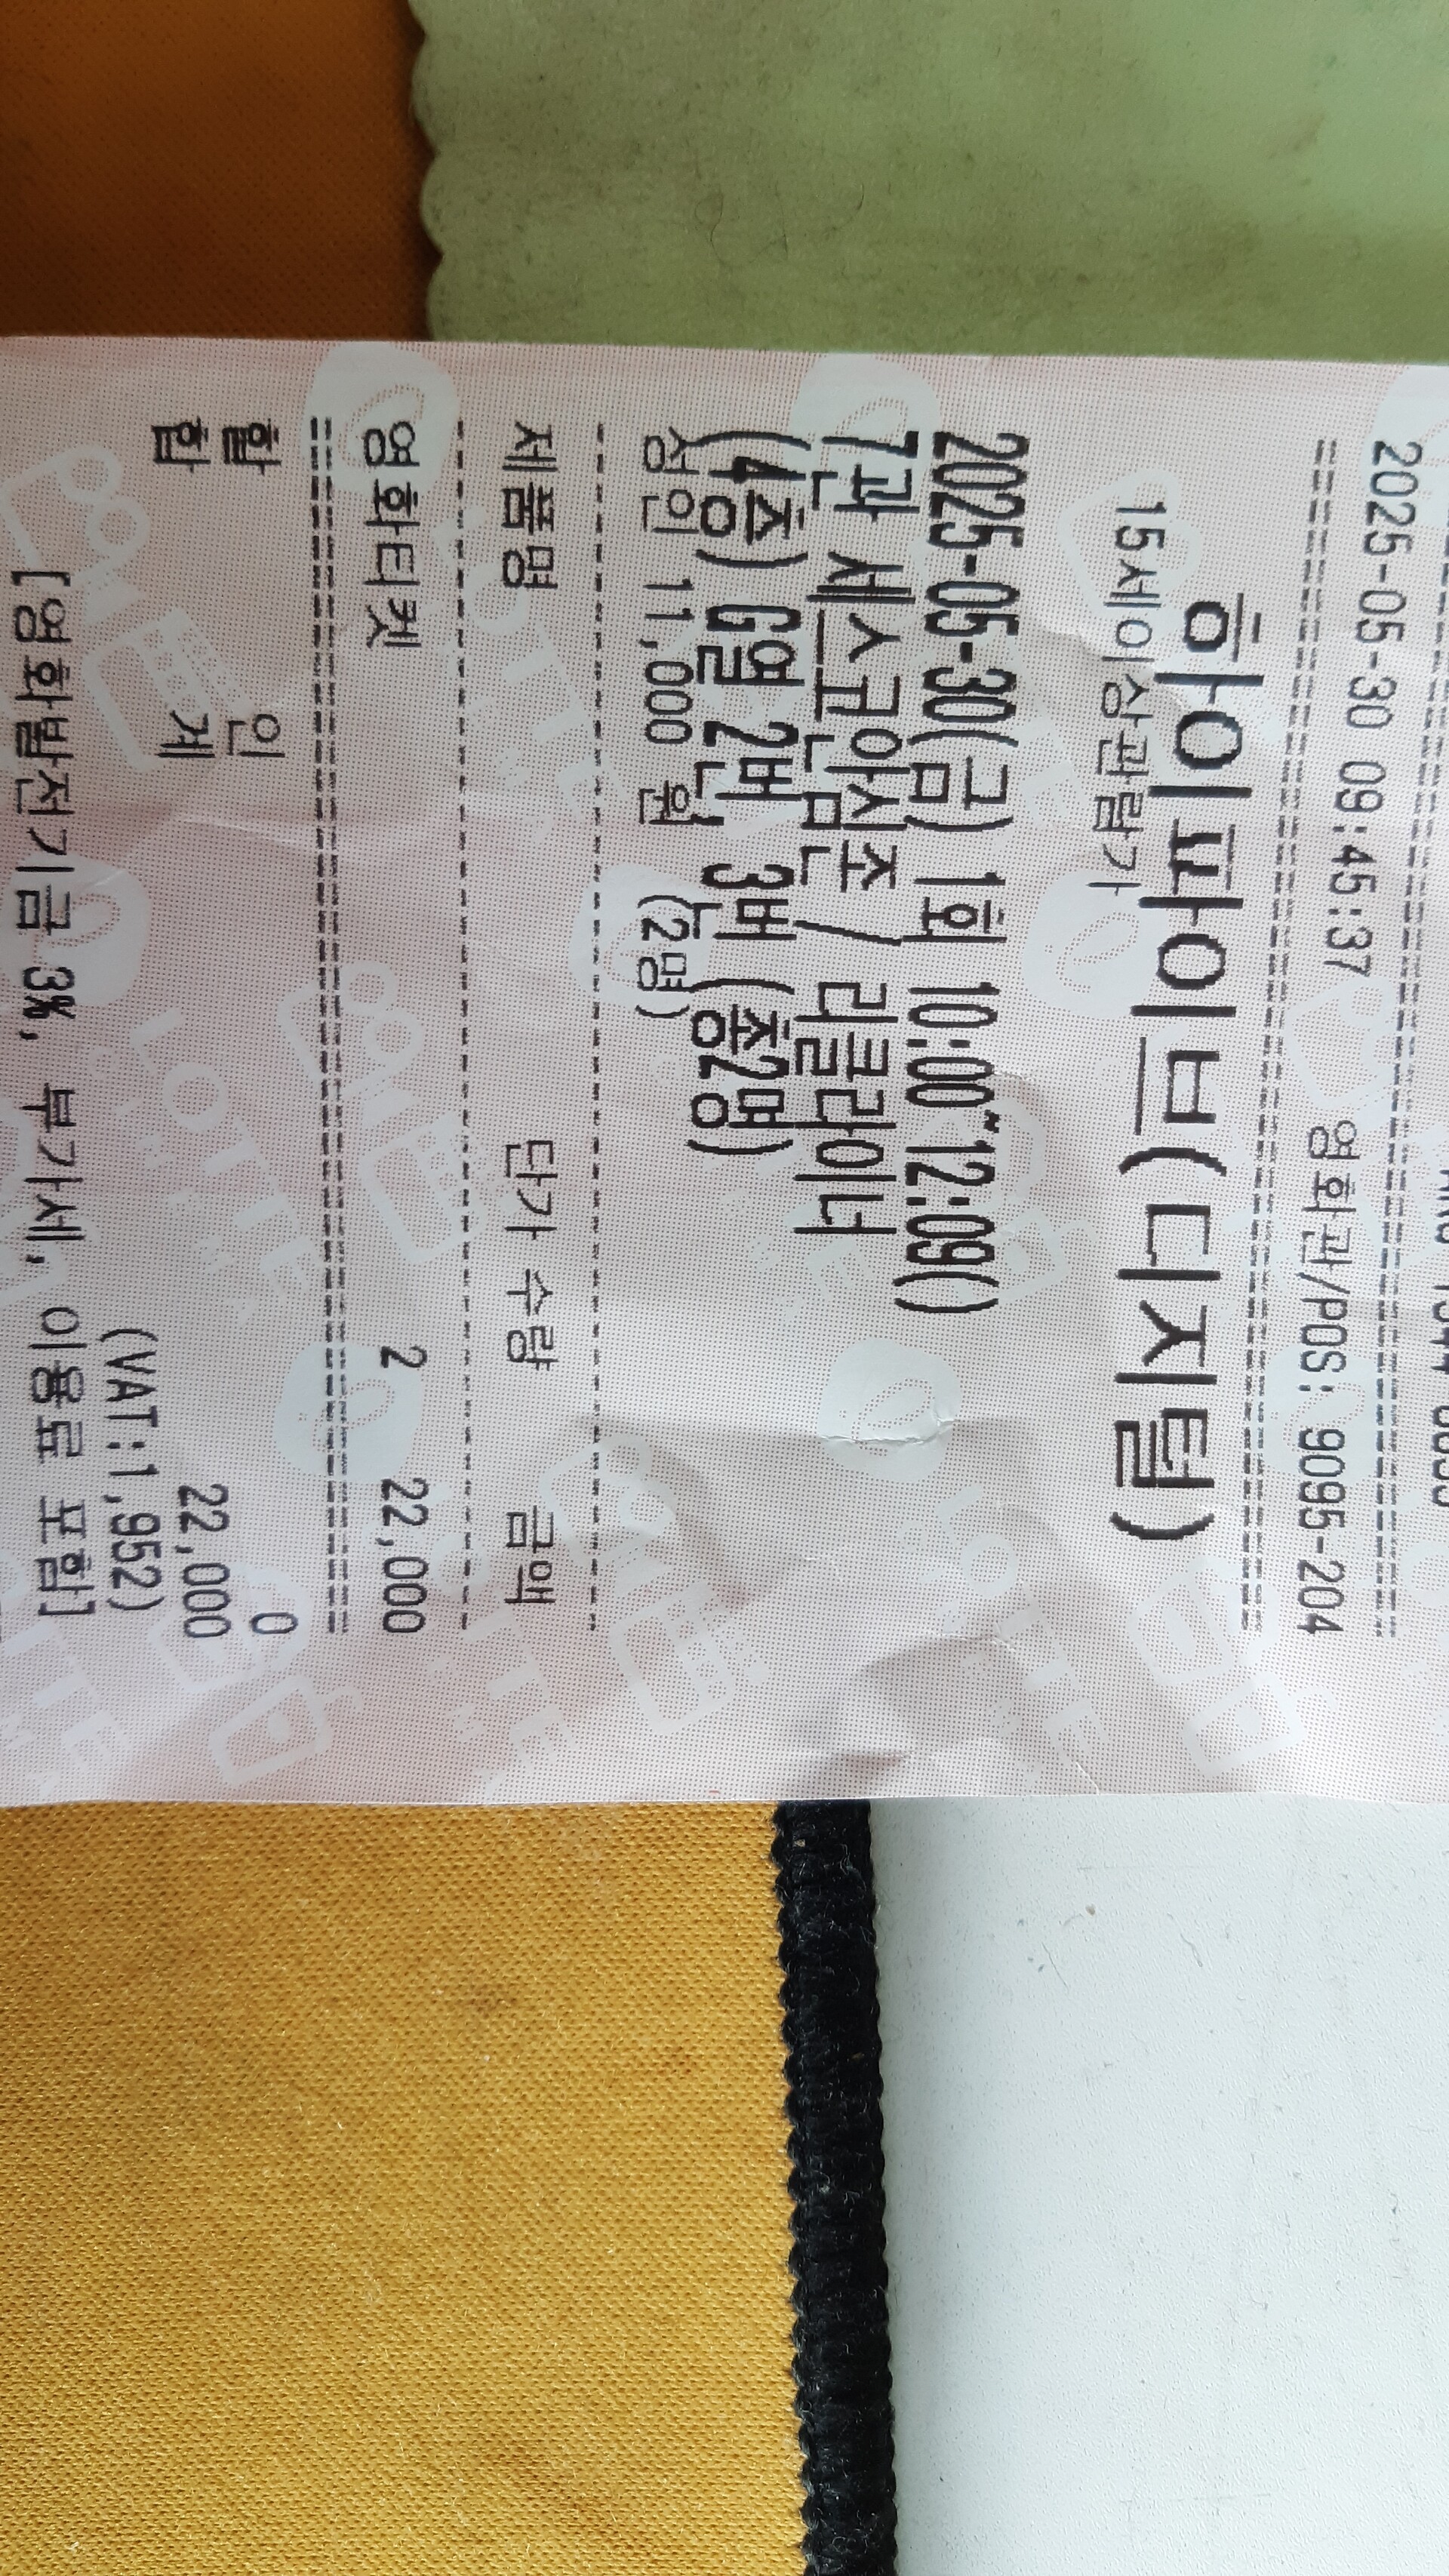 2025-05-30 09:45:37 영화관/POS: 9095-204
하이파이브(디지털)
15세이상관람가
2025-05-30(금) 1회 10:00~12:09()
7관 세스코안심존 / 리클라이너
(4층) G열 2번, 3번 (총2명)
성인 11,000 원 (2명)
제품명 단가 수량 금액
영화티켓 2 22,000
할 인 0
합 계 22,000
(VAT:1,952)
[영화발전기금 3%, 부가세, 이용료 포함]